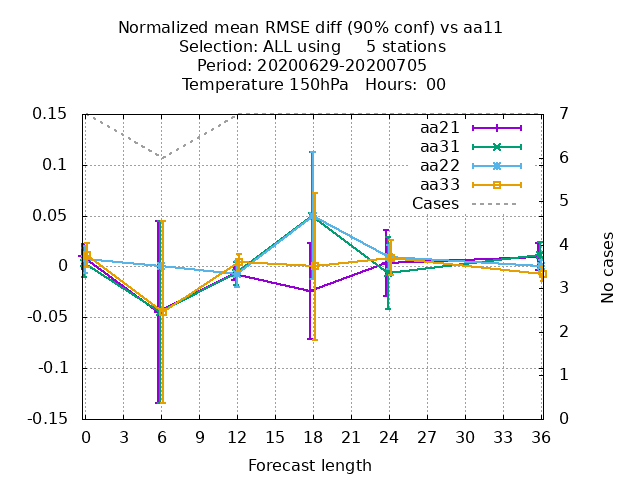 Normalized mean RMSE diff (90% conf) vs aa11
Selection: ALL using     5 stations
Period: 20200629-20200705
Temperature 150hPa   Hours:  00
0.15
0.1
0.05
0
-0.05
-0.1
-0.15
7
6
5
4
3
2
1
0
aa21
aa31
aa22
aa33
Cases
No cases
0 3 6 9 12 15 18 21 24 27 30 33 36
Forecast length